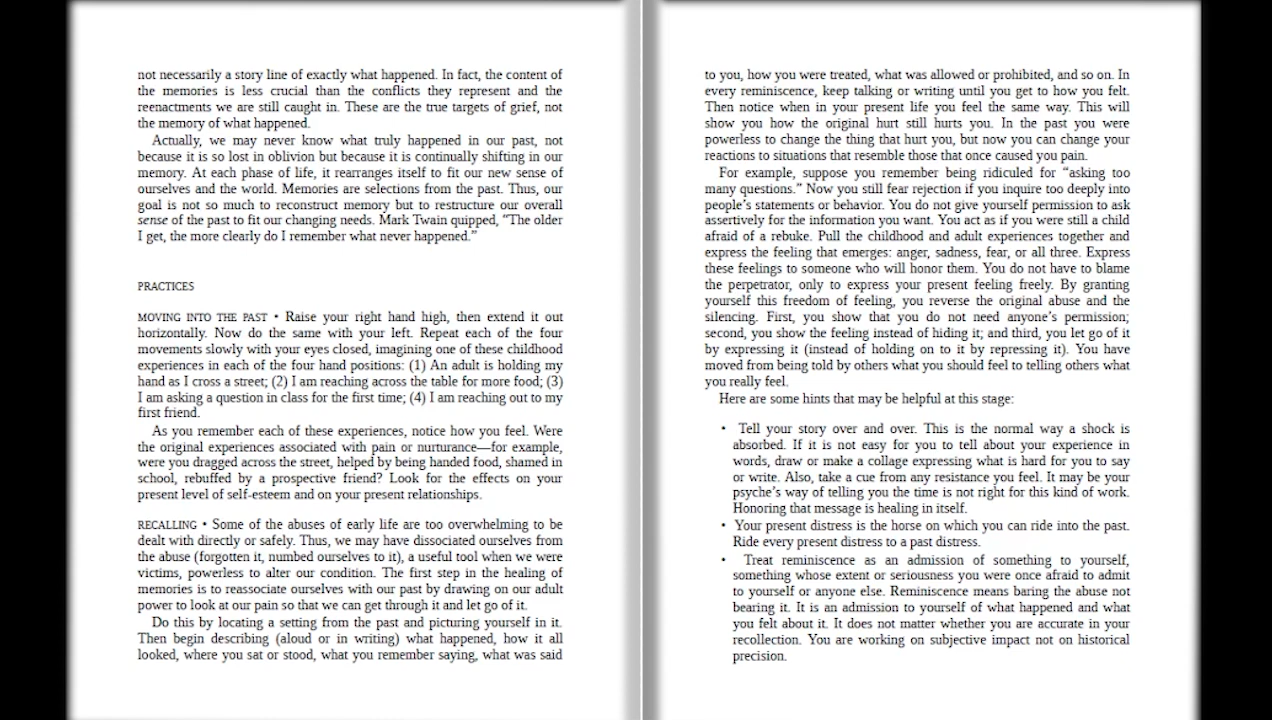 not necessarily a story line of exactly what happened. In fact, the content of
the memories is less crucial than the conflicts they represent and the
reenactments we are still caught in. These are the true targets of grief, not
the memory of what happened.
Actually, we may never know what truly happened in our past, not
because it is so lost in oblivion but because it is continually shifting in our
memory. At each phase of life, it rearranges itself to fit our new sense of
ourselves and the world. Memories are selections from the past. Thus, our
goal is not so much to reconstruct memory but to restructure our overall
sense of the past to fit our changing needs. Mark Twain quipped, “The older
I get, the more clearly do I remember what never happened.”
PRACTICES
MOVING INTO THE PAST • Raise your right hand high, then extend it out
horizontally. Now do the same with your left. Repeat each of the four
movements slowly with your eyes closed, imagining one of these childhood
experiences in each of the four hand positions: (1) An adult is holding my
hand as I cross a street; (2) I am reaching across the table for more food; (3)
I am asking a question in class for the first time; (4) I am reaching out to my
first friend.
As you remember each of these experiences, notice how you feel. Were
the original experiences associated with pain or nurturance—for example,
were you dragged across the street, helped by being handed food, shamed in
school, rebuffed by a prospective friend? Look for the effects on your
present level of self-esteem and on your present relationships.
RECALLING • Some of the abuses of early life are too overwhelming to be
dealt with directly or safely. Thus, we may have dissociated ourselves from
the abuse (forgotten it, numbed ourselves to it), a useful tool when we were
victims, powerless to alter our condition. The first step in the healing of
memories is to reassociate ourselves with our past by drawing on our adult
power to look at our pain so that we can get through it and let go of it.
Do this by locating a setting from the past and picturing yourself in it.
Then begin describing (aloud or in writing) what happened, how it all
looked, where you sat or stood, what you remember saying, what was said
to you, how you were treated, what was allowed or prohibited, and so on. In
every reminiscence, keep talking or writing until you get to how you felt.
Then notice when in your present life you feel the same way. This will
show you how the original hurt still hurts you. In the past you were
powerless to change the thing that hurt you, but now you can change your
reactions to situations that resemble those that once caused you pain.
For example, suppose you remember being ridiculed for “asking too
many questions.” Now you still fear rejection if you inquire too deeply into
people’s statements or behavior. You do not give yourself permission to ask
assertively for the information you want. You act as if you were still a child
afraid of a rebuke. Pull the childhood and adult experiences together and
express the feeling that emerges: anger, sadness, fear, or all three. Express
these feelings to someone who will honor them. You do not have to blame
the perpetrator, only to express your present feeling freely. By granting
yourself this freedom of feeling, you reverse the original abuse and the
silencing. First, you show that you do not need anyone’s permission;
second, you show the feeling instead of hiding it; and third, you let go of it
by expressing it (instead of holding on to it by repressing it). You have
moved from being told by others what you should feel to telling others what
you really feel.
Here are some hints that may be helpful at this stage:
• Tell your story over and over. This is the normal way a shock is
absorbed. If it is not easy for you to tell about your experience in
words, draw or make a collage expressing what is hard for you to say
or write. Also, take a cue from any resistance you feel. It may be your
psyche’s way of telling you the time is not right for this kind of work.
Honoring that message is healing in itself.
• Your present distress is the horse on which you can ride into the past.
Ride every present distress to a past distress.
• Treat reminiscence as an admission of something to yourself,
something whose extent or seriousness you were once afraid to admit
to yourself or anyone else. Reminiscence means baring the abuse not
bearing it. It is an admission to yourself of what happened and what
you felt about it. It does not matter whether you are accurate in your
recollection. You are working on subjective impact not on historical
precision.